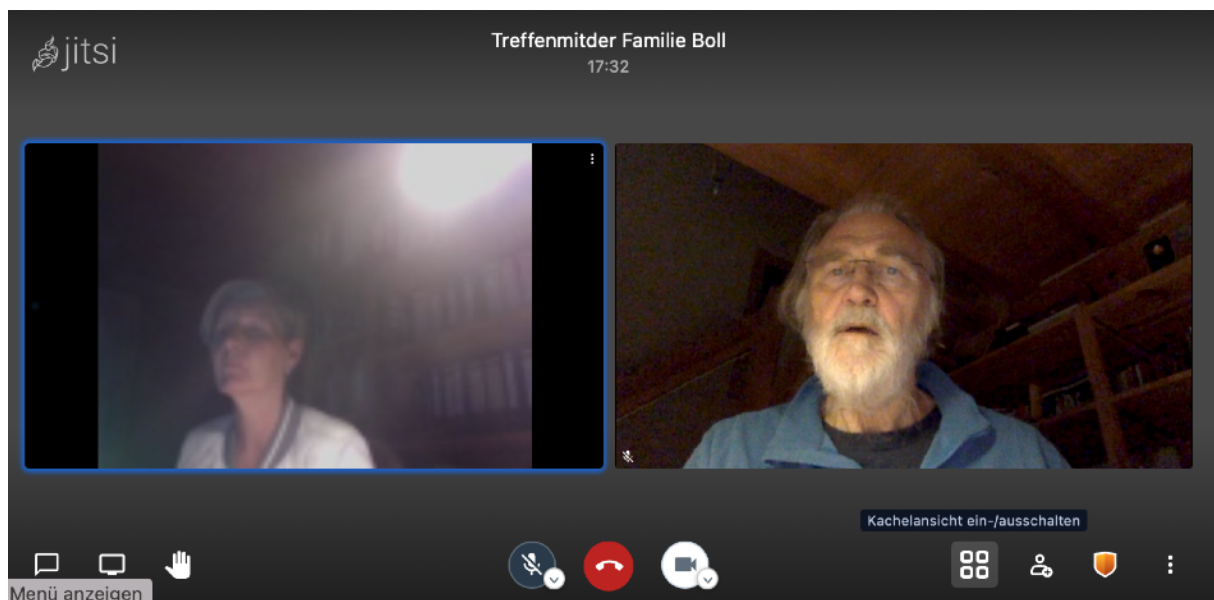 jitsi
Treffenmitder Familie Boll
17:32
Kachelansicht ein-/ausschalten
Menü anzeigen